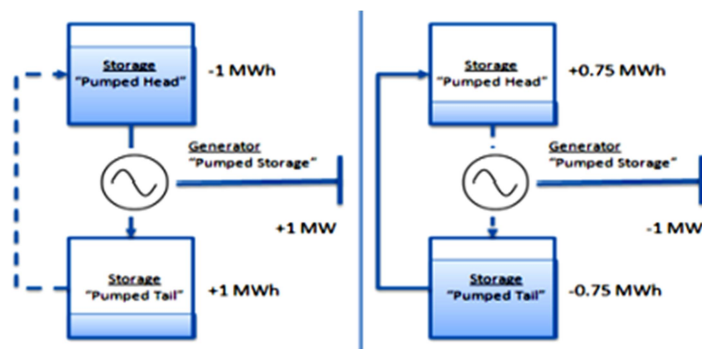 Storage
"Pumped Head"
-1 MWh
Generator
"Pumped Storage"
+1 MW
Storage
"Pumped Tail"
+1 MWh
Storage
"Pumped Head"
+0.75 MWh
Generator
"Pumped Storage"
-1 MW
Storage
"Pumped Tail"
-0.75 MWh